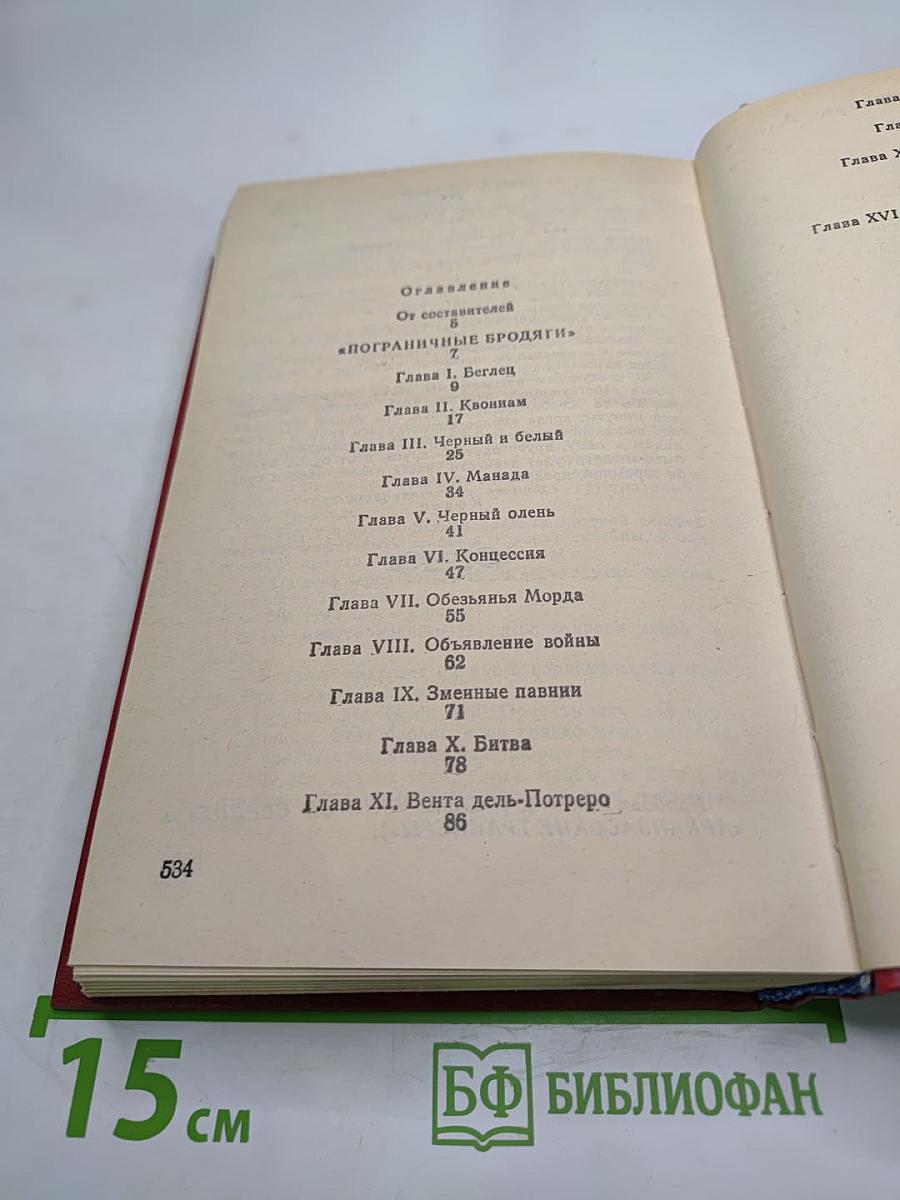 Оглавление
От составителей
5
«ПОГРАНИЧНЫЕ БРОДЯГИ»
7
Глава I. Беглец
9
Глава II. Квониам
17
Глава III. Черный и белый
25
Глава IV. Манада
34
Глава V. Черный олень
41
Глава VI. Концессия
47
Глава VII. Обезьянья Морда
55
Глава VIII. Объявление войны
62
Глава IX. Змеиные павнии
71
Глава X. Битва
78
Глава XI. Вента дель-Потреро
86
534
Глава
Глава XVI
15 см
БФ БИБЛИОФАН